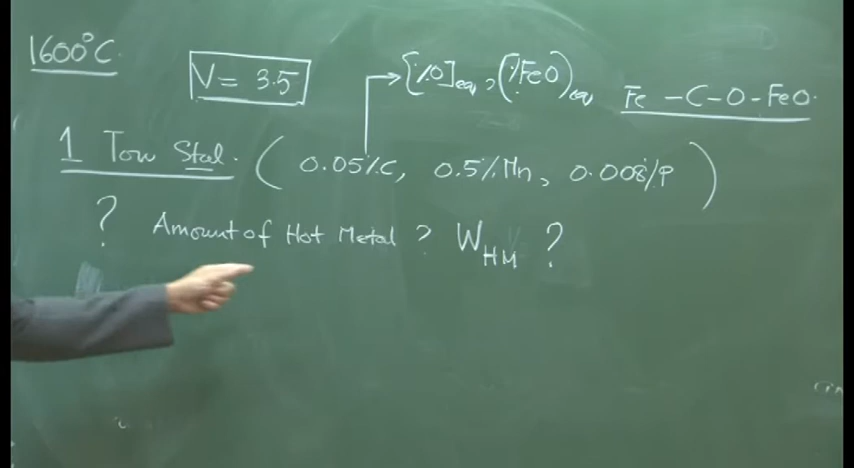 1600°C.
V = 3.5
[%O]eq, (%FeO)eq
Fe - C - O - FeO.
1 Ton Steel. ( 0.05%C, 0.5%Mn, 0.008%P )
? Amount of Hot Metal ? WHM ?